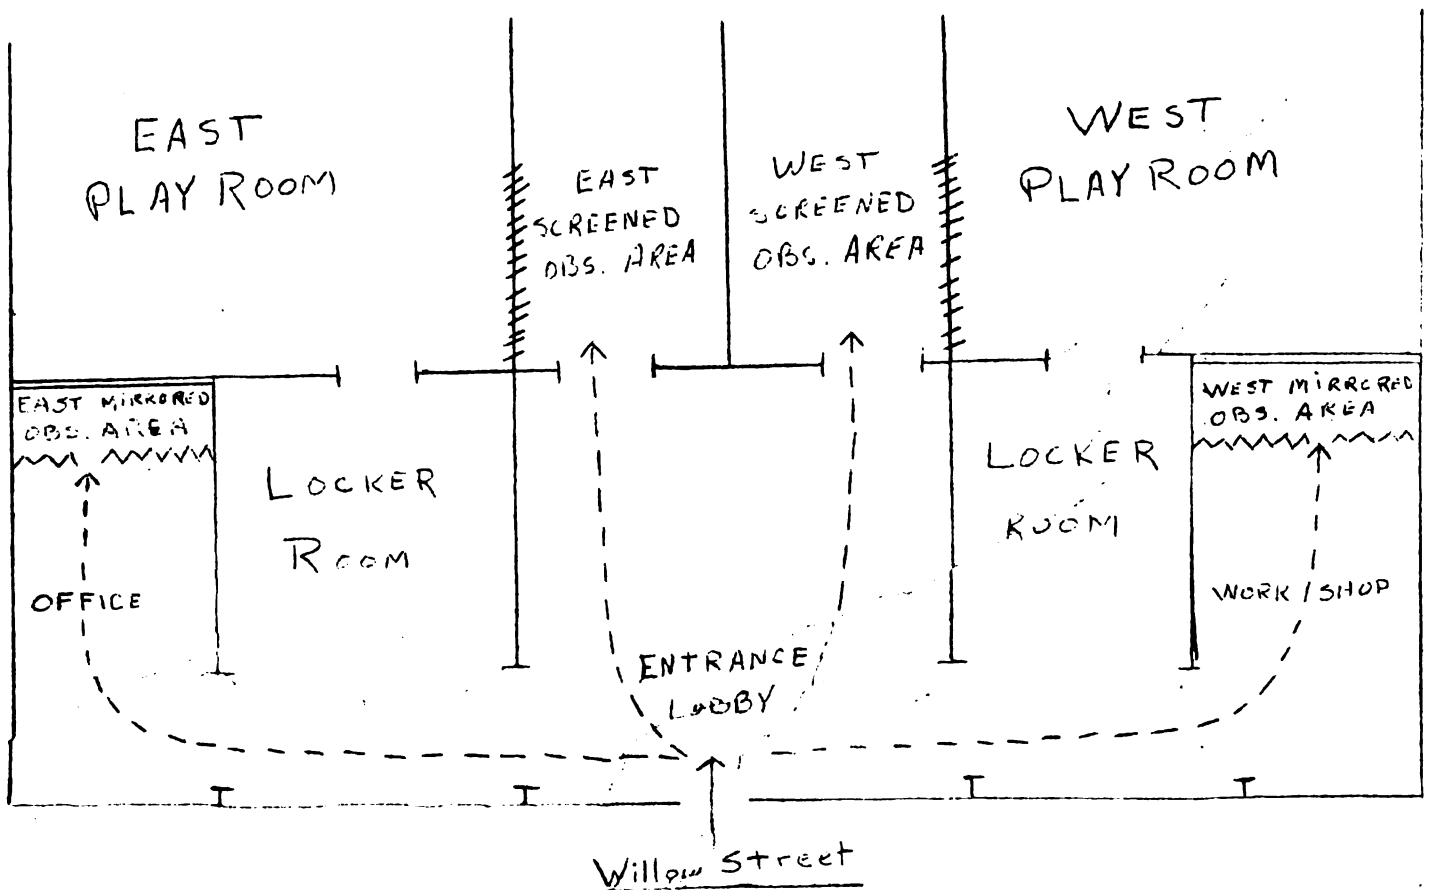 EAST
PLAY ROOM
EAST
SCREENED
OBS. AREA
WEST
SCREENED
OBS. AREA
WEST
PLAY ROOM
EAST MIRRORED
OBS. AREA
WEST MIRRORED
OBS. AREA
LOCKER
ROOM
LOCKER
ROOM
OFFICE
WORK/SHOP
ENTRANCE
LOBBY
Willow Street